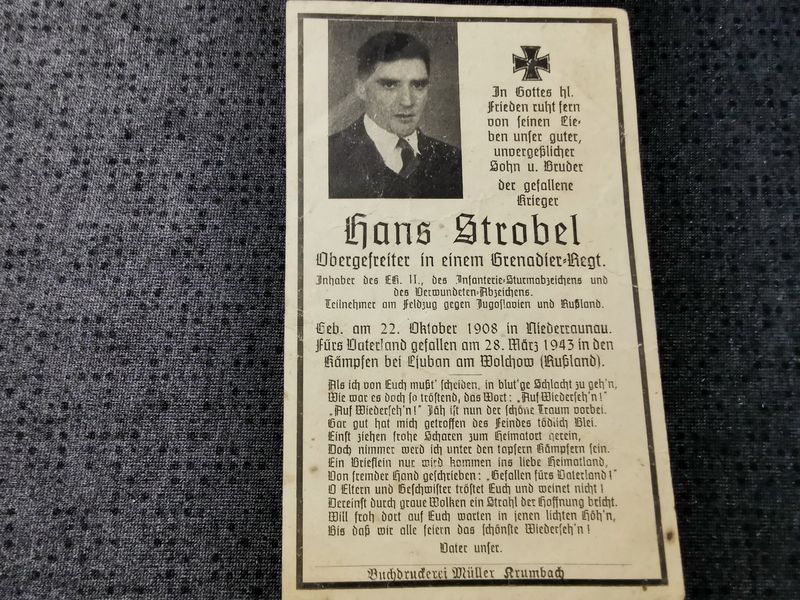 In Gottes hl.
Frieden ruht fern
von seinen Lie-
ben unser guter,
unvergeßlicher
Sohn u. Bruder
der gefallene
Krieger
Hans Strobel
Obergefreiter in einem Grenadier-Regt.
Inhaber des EK. II., des Infanterie-Sturmabzeichens und
des Verwundeten-Abzeichens.
Teilnehmer am Feldzug gegen Jugoslavien und Rußland.
Geb. am 22. Oktober 1908 in Niederraunau.
Fürs Vaterland gefallen am 28. März 1943 in den
Kämpfen bei Ljuban am Wolchow (Rußland).
Als ich von Euch mußt' scheiden, in blut'ge Schlacht zu geh'n,
Wie war es doch so tröstend, das Wort: „Auf Wiederseh'n!"
„Auf Wiederseh'n!" Jäh ist nun der schöne Traum vorbei.
Gar gut hat mich getroffen des Feindes tödlich Blei.
Einst ziehen frohe Scharen zum Heimatort herein,
Doch nimmer werd ich unter den tapfern Kämpfern sein.
Ein Brieflein nur wird kommen ins liebe Heimatland,
Von fremder Hand geschrieben: „Gefallen fürs Vaterland!"
O Eltern und Geschwister tröstet Euch und weinet nicht!
Dereinst durch graue Wolken ein Strahl der Hoffnung bricht.
Will froh dort auf Euch warten in jenen lichten Höh'n,
Bis daß wir alle feiern das schönste Wiederseh'n!
Vater unser.
Buchdruckerei Müller Krumbach